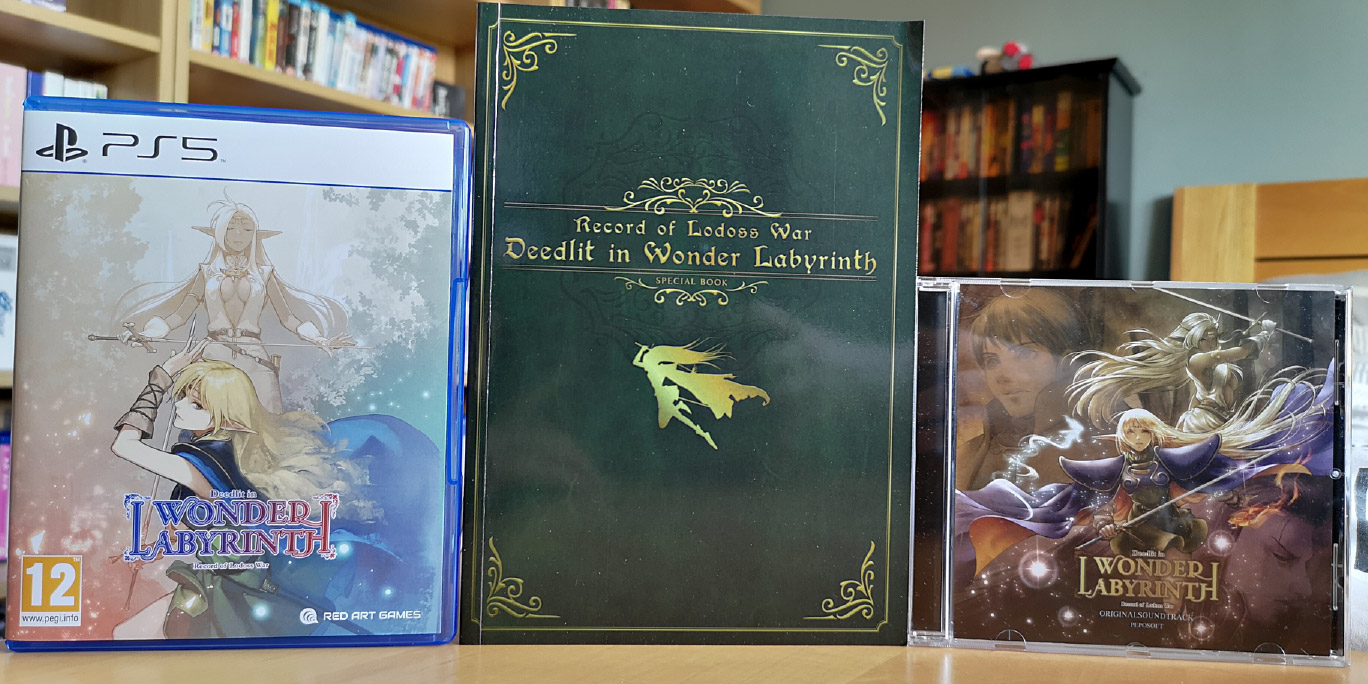 PS5
Deedlit in
WONDER
LABYRINTH
Record of Lodoss War
12
www.pegi.info
RED ART GAMES
Record of Lodoss War
Deedlit in Wonder Labyrinth
SPECIAL BOOK
Deedlit in
WONDER
LABYRINTH
Record of Lodoss War
ORIGINAL SOUNDTRACK
PEPOSOFT